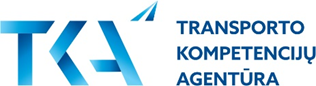 TKA
TRANSPORTO
KOMPETENCIJŲ
AGENTŪRA